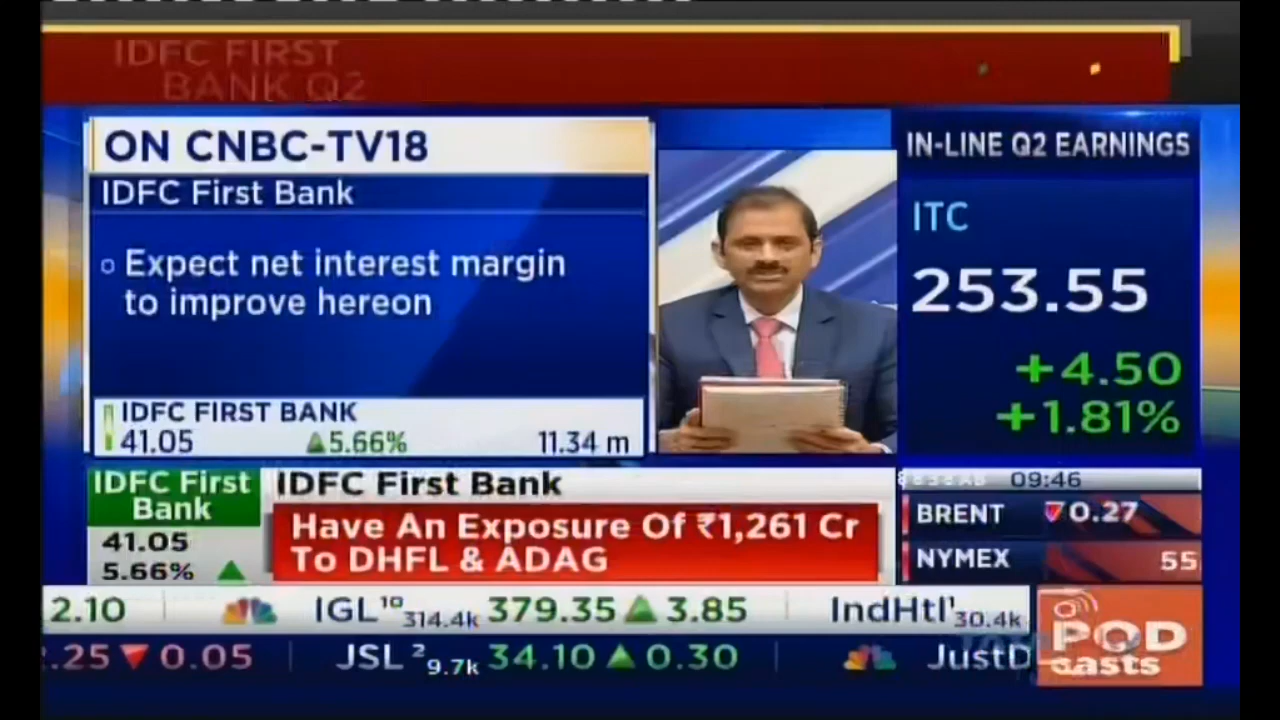 IDFC FIRST
BANK Q2
ON CNBC-TV18
IDFC First Bank
Expect net interest margin
to improve hereon
IDFC FIRST BANK
41.05 ▲5.66% 11.34 m
IN-LINE Q2 EARNINGS
ITC
253.55
+4.50
+1.81%
IDFC First
Bank
41.05
5.66% ▲
IDFC First Bank
Have An Exposure Of ₹1,261 Cr
To DHFL & ADAG
09:46
BRENT ▼0.27
NYMEX 55
2.10 IGL¹⁰ 314.4k 379.35 ▲ 3.85 IndHtl¹ 30.4k
.25 ▼ 0.05 JSL² 9.7k 34.10 ▲ 0.30 JustD
POD
casts